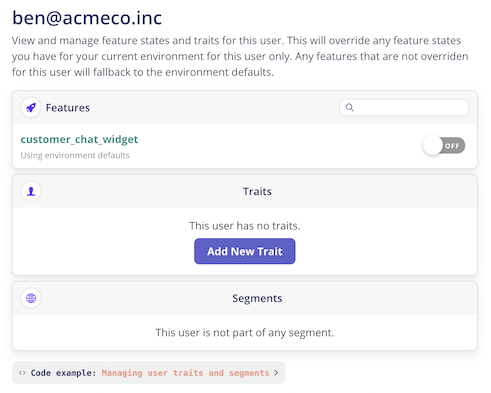 ben@acmeco.inc
View and manage feature states and traits for this user. This will override any feature states
you have for your current environment for this user only. Any features that are not overriden
for this user will fallback to the environment defaults.
Features
customer_chat_widget
OFF
Using environment defaults
Traits
This user has no traits.
Add New Trait
Segments
This user is not part of any segment.
<> Code example: Managing user traits and segments >